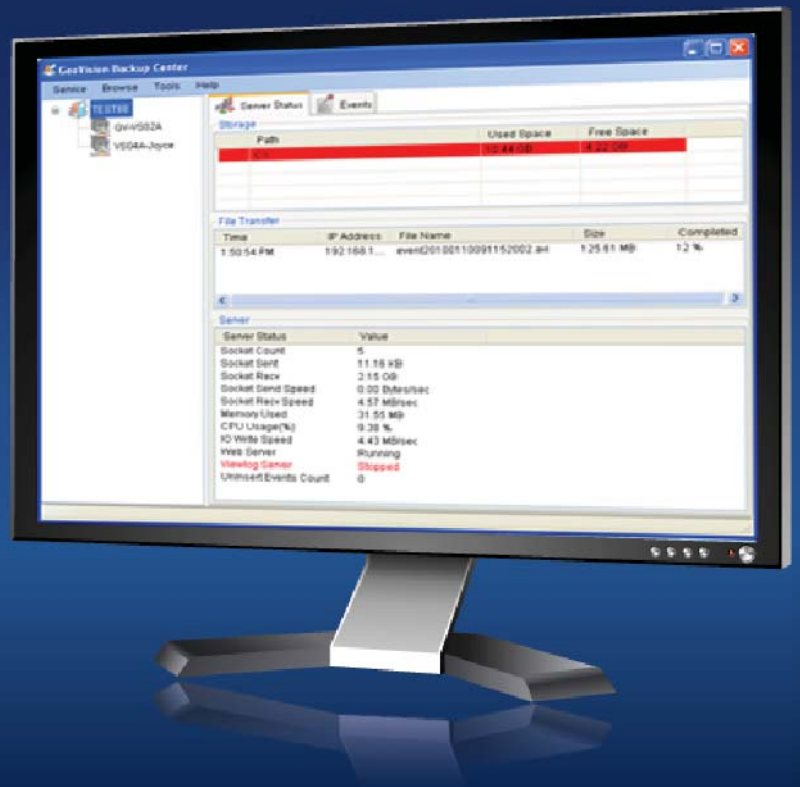 GeoVision Backup Center
Service Browse Tools Help
TEST88
GV-VS02A
VS04A-Joyce
Server Status Events
Storage
Path Used Space Free Space
4.22 GB
File Transfer
Time IP Address File Name Size Completed
1:50:54 PM 192.168.1... event20100110091152002.avi 125.61 MB 12 %
Server
Server Status Value
Socket Count 5
Socket Sent 11.16 KB
Socket Recv 2.15 GB
Socket Send Speed 0.00 Bytes/sec
Socket Recv Speed 4.57 MB/sec
Memory Used 31.55 MB
CPU Usage(%) 9.38 %
IO Write Speed 4.43 MB/sec
Web Server Running
Viewlog Server Stopped
Uninsert Events Count 0